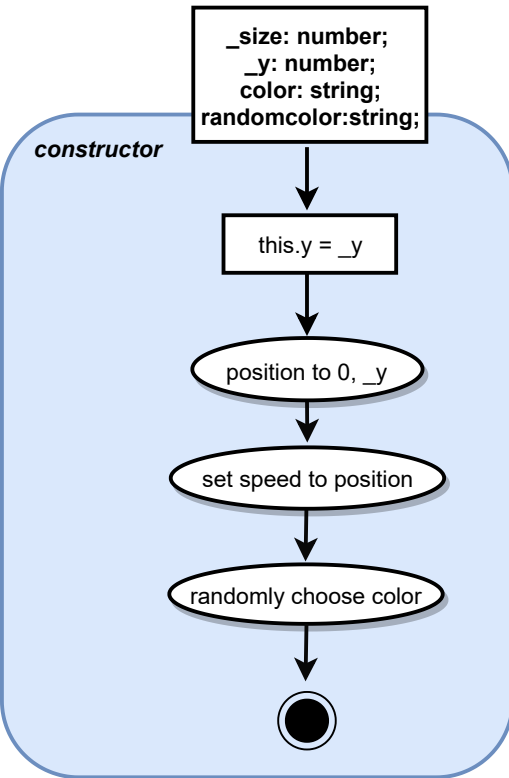 _size: number;
_y: number;
color: string;
randomcolor:string;
constructor
this.y = _y
position to 0, _y
set speed to position
randomly choose color